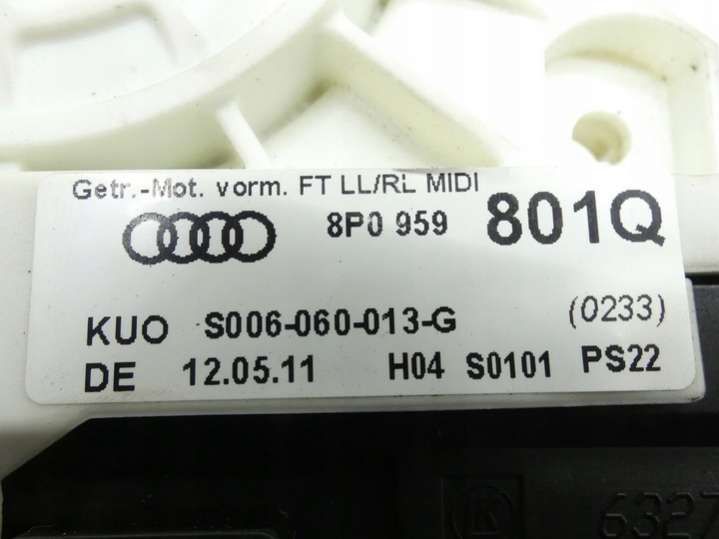 Getr.-Mot. vorm. FT LL/RL MIDI
8P0 959 801Q
KUO S006-060-013-G (0233)
DE 12.05.11 H04 S0101 PS22
K 6327